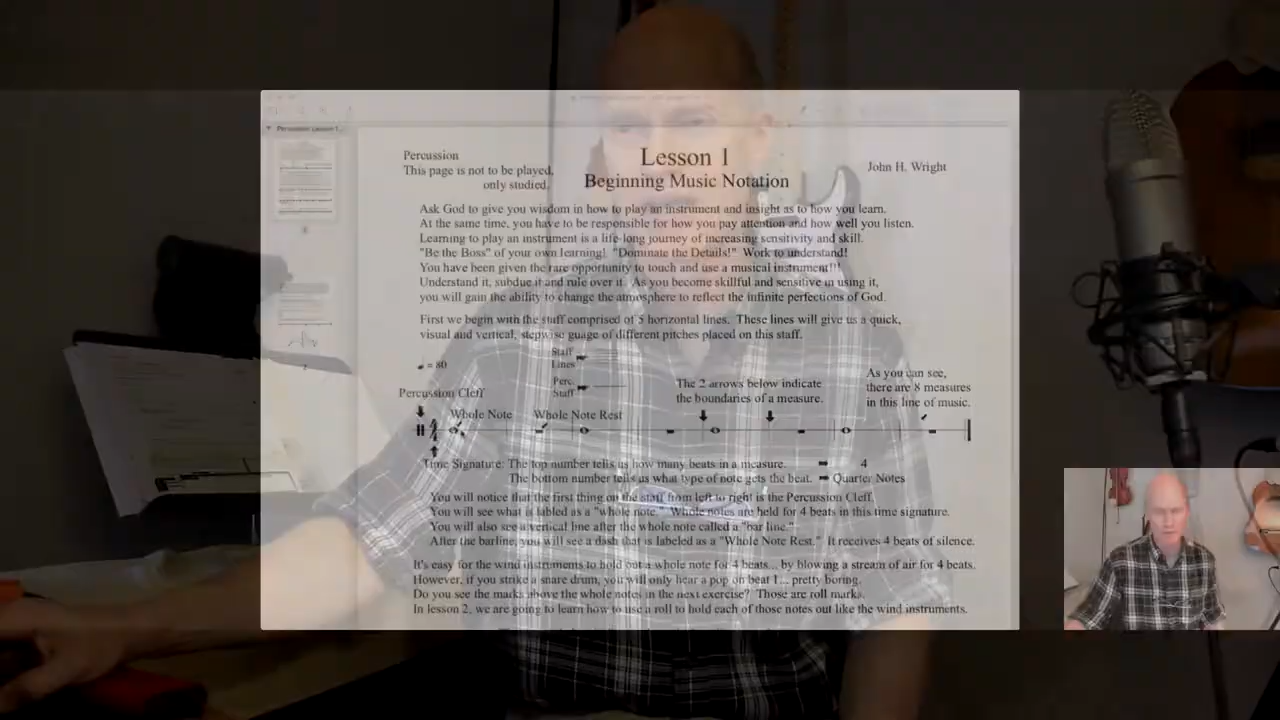 Percussion Lesson 1...
Percussion
This page is not to be played,
only studied.
Lesson 1
Beginning Music Notation
John H. Wright
Ask God to give you wisdom in how to play an instrument and insight as to how you learn.
At the same time, you have to be responsible for how you pay attention and how well you listen.
Learning to play an instrument is a life-long journey of increasing sensitivity and skill.
"Be the Boss" of your own learning! "Dominate the Details!" Work to understand!
You have been given the rare opportunity to touch and use a musical instrument!!!
Understand it, subdue it and rule over it. As you become skillful and sensitive in using it,
you will gain the ability to change the atmosphere to reflect the infinite perfections of God.
First we begin with the staff comprised of 5 horizontal lines. These lines will give us a quick,
visual and vertical, stepwise guage of different pitches placed on this staff.
= 80
Staff
Lines
Perc.
Staff
The 2 arrows below indicate
the boundaries of a measure.
As you can see,
there are 8 measures
in this line of music.
Percussion Cleff
Whole Note
Whole Note Rest
Time Signature: The top number tells us how many beats in a measure. 4
The bottom number tells us what type of note gets the beat. Quarter Notes
You will notice that the first thing on the staff from left to right is the Percussion Cleff.
You will see what is labled as a "whole note." Whole notes are held for 4 beats in this time signature.
You will also see a vertical line after the whole note called a "bar line."
After the barline, you will see a dash that is labeled as a "Whole Note Rest." It receives 4 beats of silence.
It's easy for the wind instruments to hold out a whole note for 4 beats... by blowing a stream of air for 4 beats.
However, if you strike a snare drum, you will only hear a pop on beat 1... pretty boring.
Do you see the marks above the whole notes in the next exercise? Those are roll marks.
In lesson 2, we are going to learn how to use a roll to hold each of those notes out like the wind instruments.